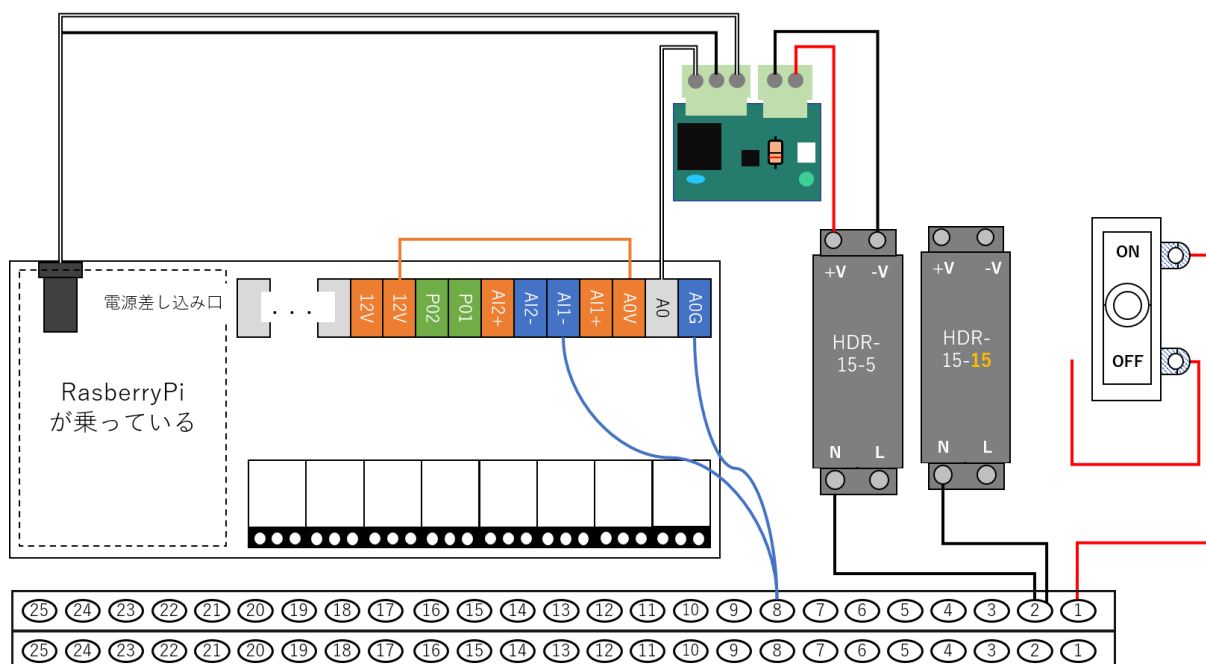 電源差し込み口
. . .
12V
12V
P02
P01
AI2+
AI2-
AI1-
AI1+
A0V
A0
A0G
RasberryPi
が乗っている
+V -V
HDR-
15-5
N L
+V -V
HDR-
15-15
N L
ON
OFF
25 24 23 22 21 20 19 18 17 16 15 14 13 12 11 10 9 8 7 6 5 4 3 2 1
25 24 23 22 21 20 19 18 17 16 15 14 13 12 11 10 9 8 7 6 5 4 3 2 1